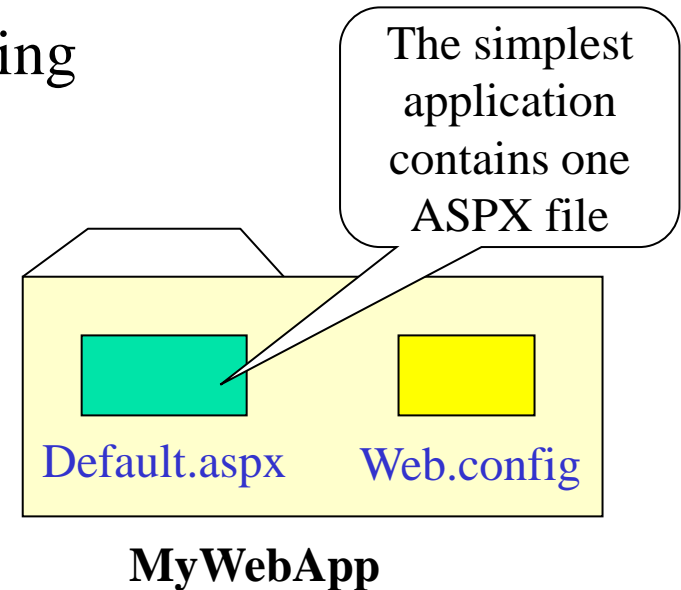 ing
The simplest
application
contains one
ASPX file
Default.aspx
Web.config
MyWebApp